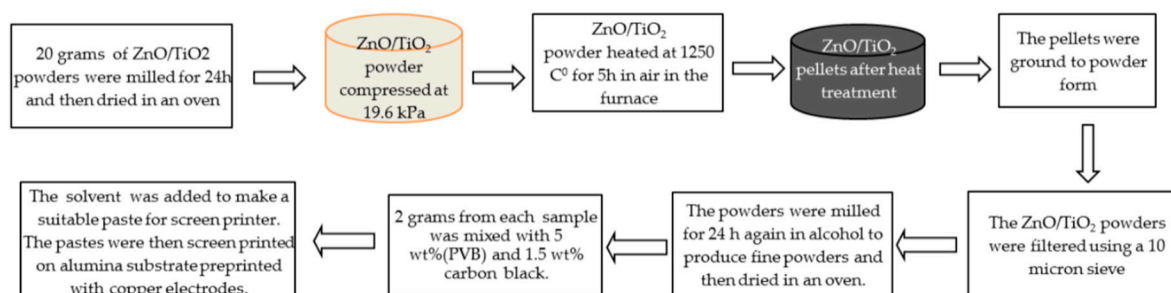 20 grams of ZnO/TiO2
powders were milled for 24h
and then dried in an oven
ZnO/TiO₂
powder
compressed at
19.6 kPa
ZnO/TiO₂
powder heated at 1250
C⁰ for 5h in air in the
furnace
ZnO/TiO₂
pellets after heat
treatment
The pellets were
ground to powder
form
The ZnO/TiO₂ powders
were filtered using a 10
micron sieve
The powders were milled
for 24 h again in alcohol to
produce fine powders and
then dried in an oven.
2 grams from each sample
was mixed with 5
wt%(PVB) and 1.5 wt%
carbon black.
The solvent was added to make a
suitable paste for screen printer.
The pastes were then screen printed
on alumina substrate preprinted
with copper electrodes.